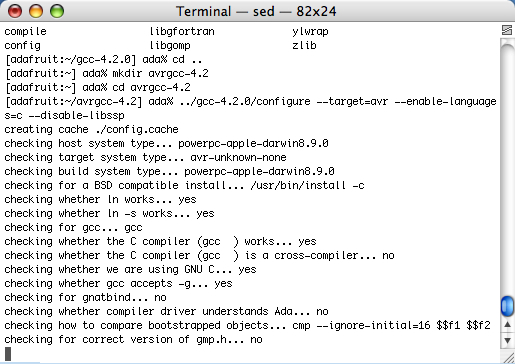 Terminal — sed — 82x24
compile libgfortran ylwrap
config libgomp zlib
[adafruit:~/gcc-4.2.0] ada% cd ..
[adafruit:~] ada% mkdir avrgcc-4.2
[adafruit:~] ada% cd avrgcc-4.2
[adafruit:~/avrgcc-4.2] ada% ../gcc-4.2.0/configure --target=avr --enable-language
s=c --disable-libssp
creating cache ./config.cache
checking host system type... powerpc-apple-darwin8.9.0
checking target system type... avr-unknown-none
checking build system type... powerpc-apple-darwin8.9.0
checking for a BSD compatible install... /usr/bin/install -c
checking whether ln works... yes
checking whether ln -s works... yes
checking for gcc... gcc
checking whether the C compiler (gcc  ) works... yes
checking whether the C compiler (gcc  ) is a cross-compiler... no
checking whether we are using GNU C... yes
checking whether gcc accepts -g... yes
checking for gnatbind... no
checking whether compiler driver understands Ada... no
checking how to compare bootstrapped objects... cmp --ignore-initial=16 $$f1 $$f2
checking for correct version of gmp.h... no